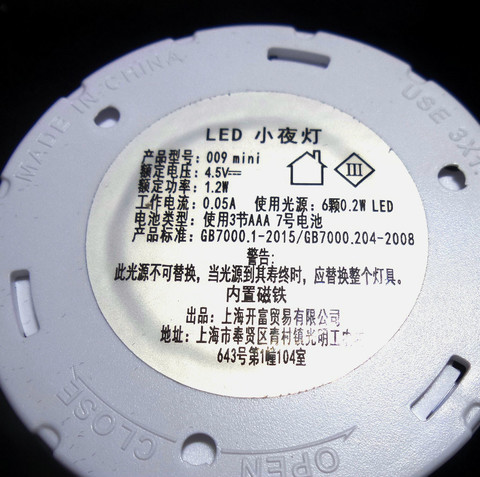 MADE IN CHINA
USE 3X
LED 小夜灯
产品型号: 009 mini
额定电压: 4.5V
额定功率: 1.2W
III
工作电流: 0.05A 使用光源: 6颗0.2W LED
电池类型: 使用3节AAA 7号电池
产品标准: GB7000.1-2015/GB7000.204-2008
警告:
此光源不可替换，当光源到其寿终时，应替换整个灯具。
内置磁铁
出品: 上海开富贸易有限公司
地址: 上海市奉贤区青村镇光明工
643号第1幢104室
CLOSE
OPEN